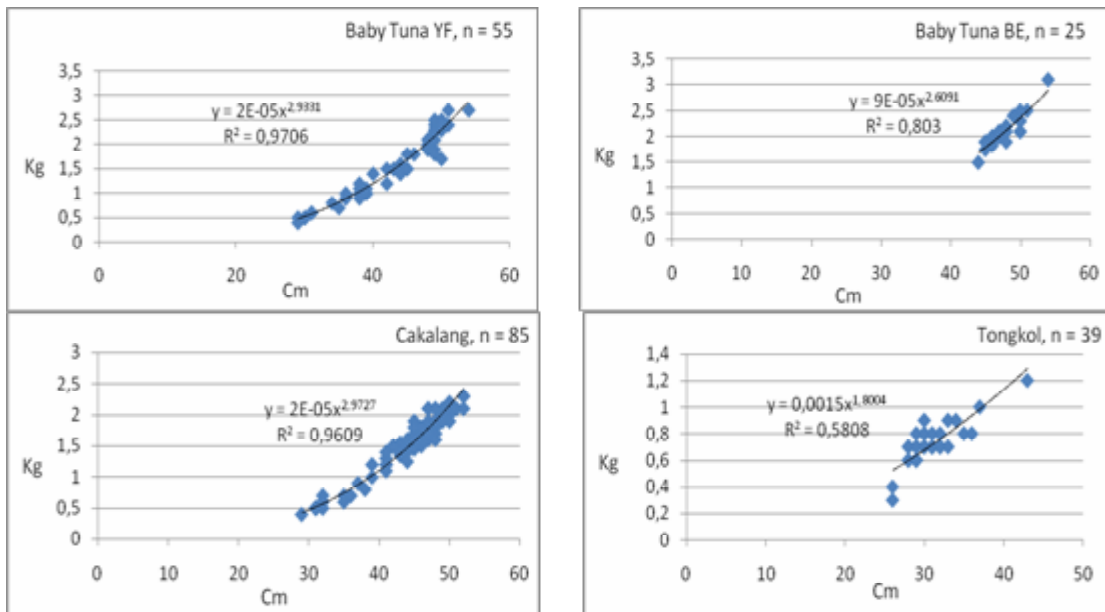 Baby Tuna YF, n = 55
3,5
3
2,5
2
1,5
1
0,5
0
Kg
y = 2E-05x^2.9331
R² = 0,9706
0 20 40 60
Cm
Baby Tuna BE, n = 25
3,5
3
2,5
2
1,5
1
0,5
0
Kg
y = 9E-05x^2.6091
R² = 0,803
0 10 20 30 40 50 60
Cm
Cakalang, n = 85
3
2,5
2
1,5
1
0,5
0
Kg
y = 2E-05x^2.9727
R² = 0,9609
0 10 20 30 40 50 60
Cm
Tongkol, n = 39
1,4
1,2
1
0,8
0,6
0,4
0,2
0
Kg
y = 0,0015x^1,8004
R² = 0,5808
0 10 20 30 40 50
Cm